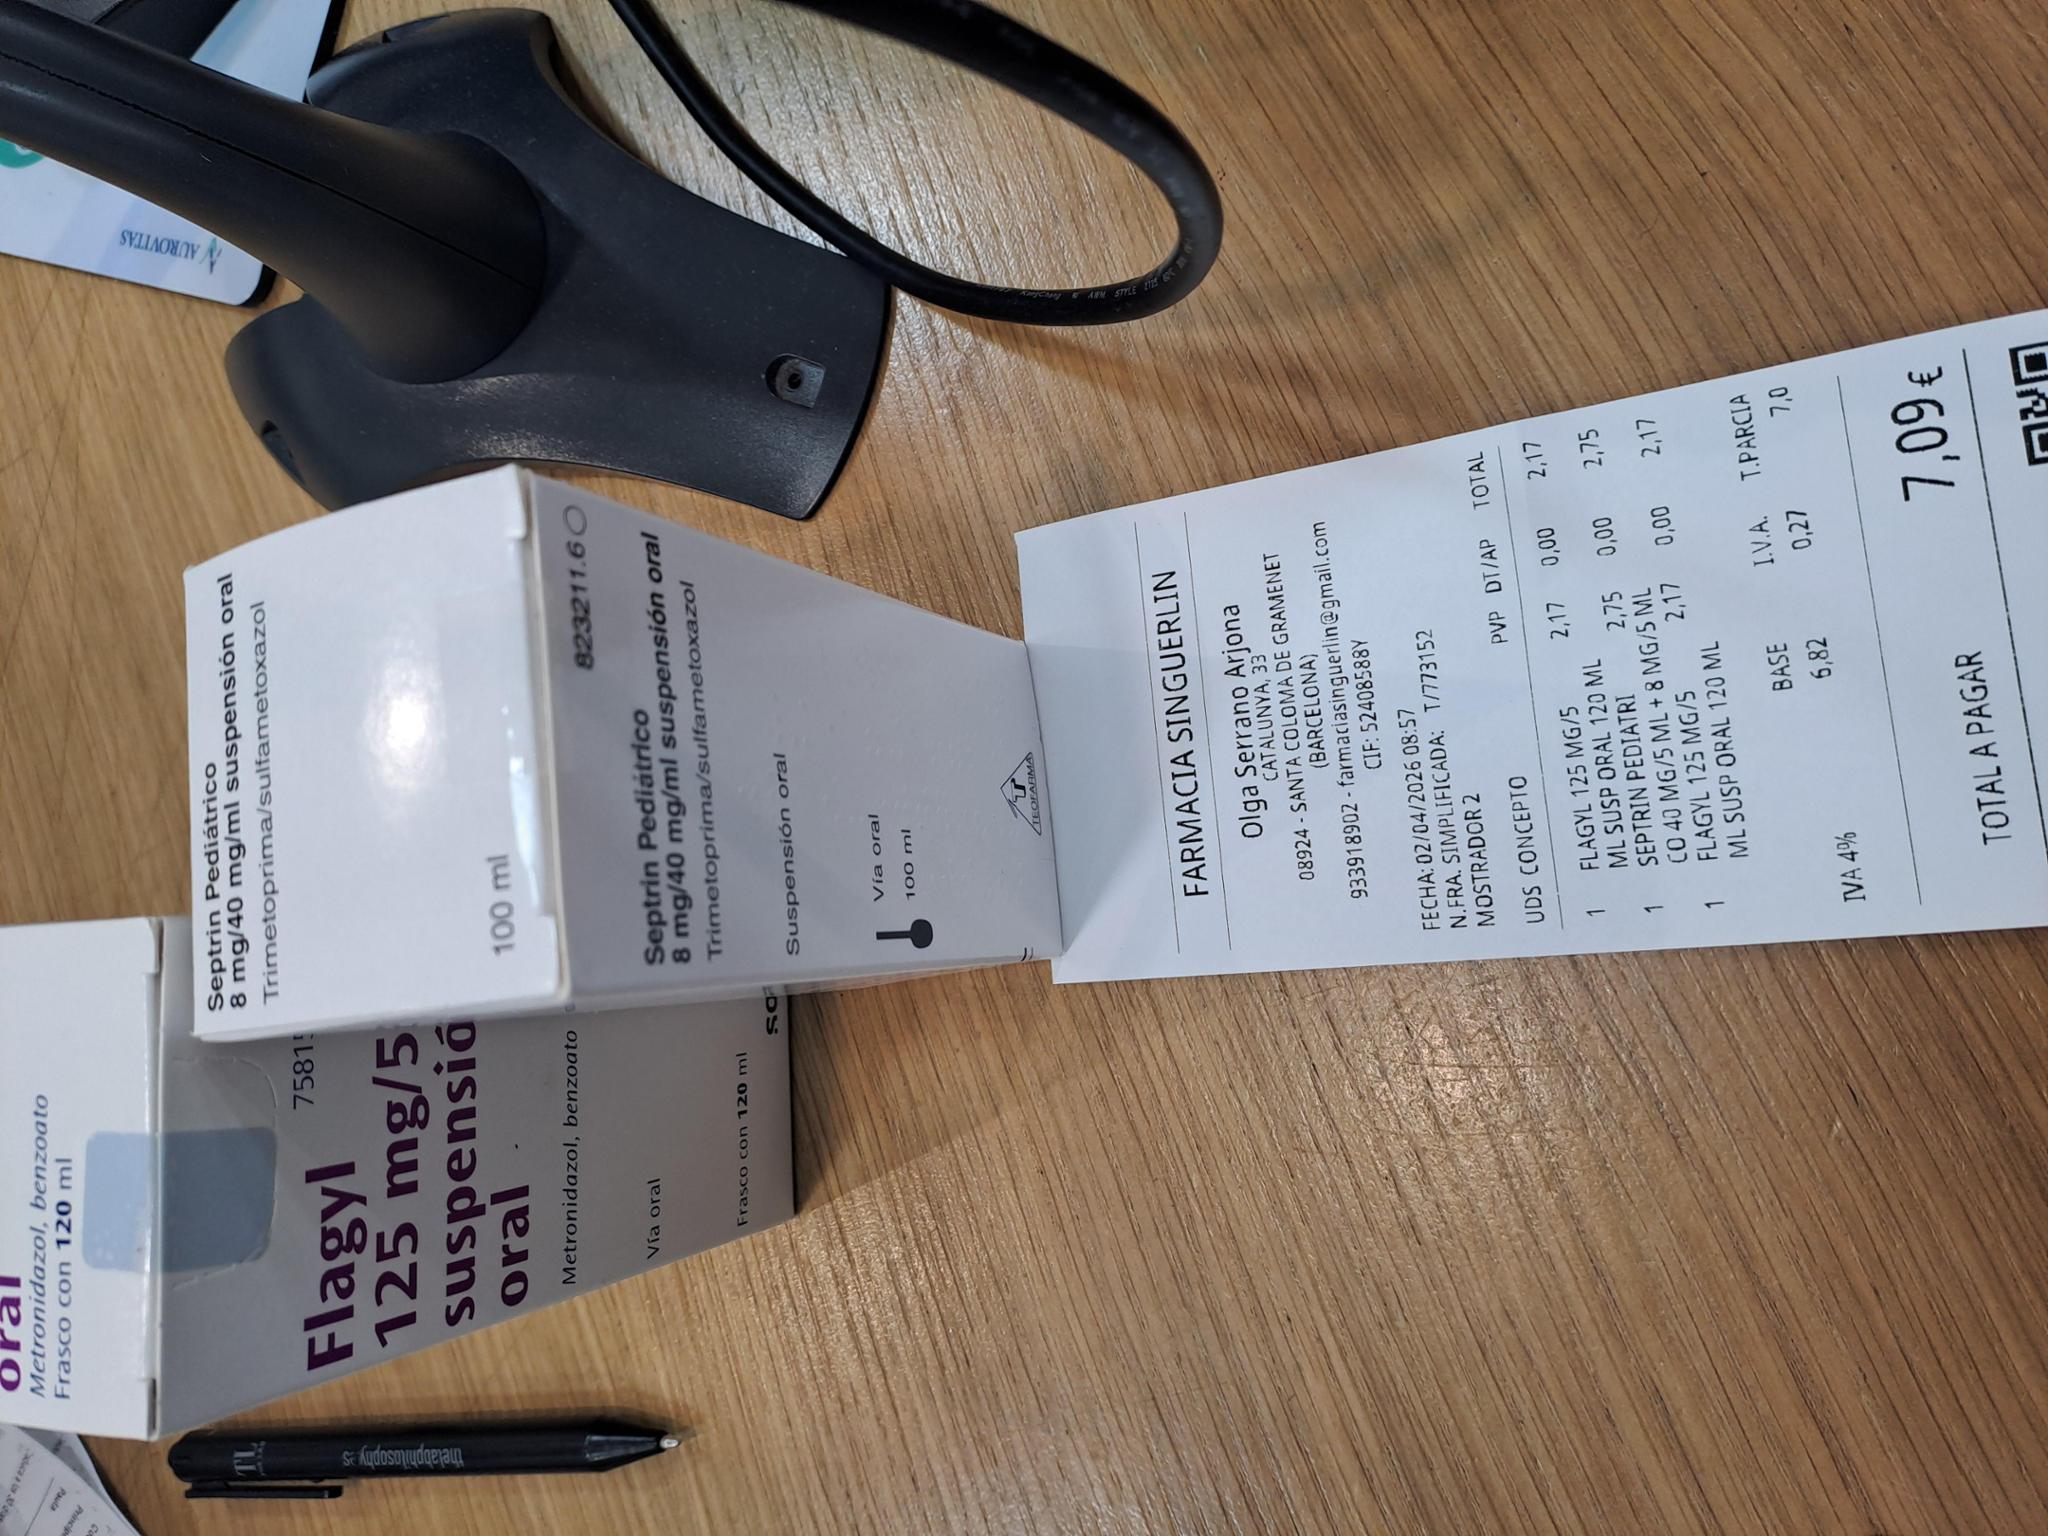 AUROVITAS
AWM STYLE
oral
Metronidazol, benzoato
Frasco con 120 ml
75815
Flagyl
125 mg/5
suspensió
oral
Metronidazol, benzoato
Vía oral
Frasco con 120 ml
Septrin Pediátrico
8 mg/40 mg/ml suspensión oral
Trimetoprima/sulfametoxazol
100 ml
823211.6
Septrin Pediátrico
8 mg/40 mg/ml suspensión oral
Trimetoprima/sulfametoxazol
Suspensión oral
Vía oral
100 ml
TEOFARMA
TL
thelabphilosophy
FARMACIA SINGUERLIN
Olga Serrano Arjona
CATALUNYA, 33
08924 - SANTA COLOMA DE GRAMENET
(BARCELONA)
933918902 - farmaciasinguerlin@gmail.com
CIF: 52408588Y
FECHA: 02/04/2026 08:57
N.FRA. SIMPLIFICADA: T/773152
MOSTRADOR 2
UDS CONCEPTO PVP DT/AP TOTAL
1 FLAGYL 125 MG/5 2,17 0,00 2,17
ML SUSP ORAL 120 ML
1 SEPTRIN PEDIATRI 2,75 0,00 2,75
CO 40 MG/5 ML + 8 MG/5 ML
1 FLAGYL 125 MG/5 2,17 0,00 2,17
ML SUSP ORAL 120 ML
BASE I.V.A. T.PARCIA
IVA 4% 6,82 0,27 7,0
TOTAL A PAGAR 7,09 €